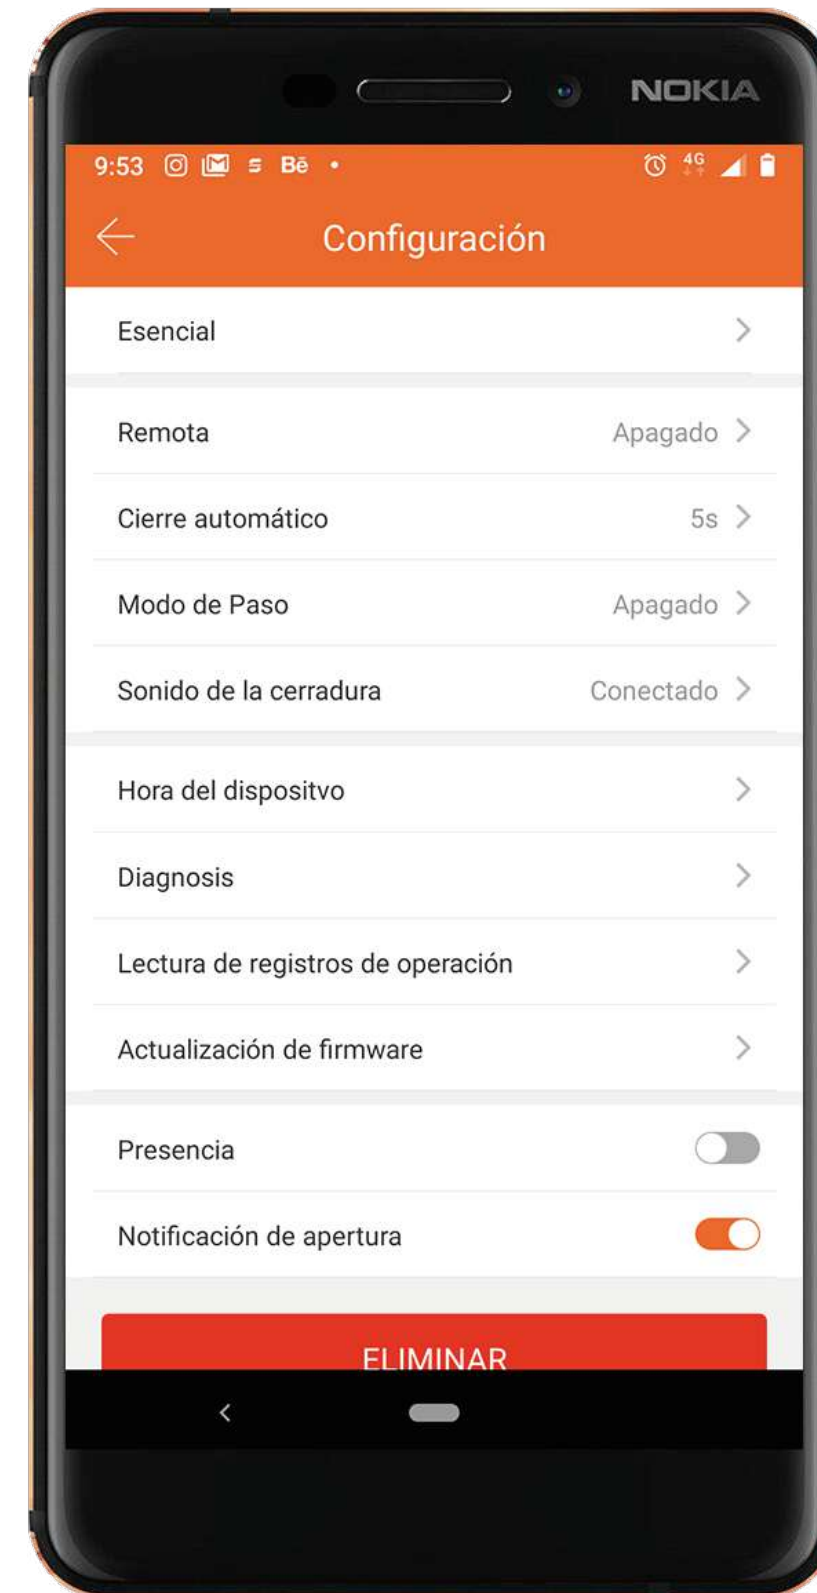 NOKIA
9:53 Bē 4G
Configuración
Esencial
Remota Apagado
Cierre automático 5s
Modo de Paso Apagado
Sonido de la cerradura Conectado
Hora del dispositvo
Diagnosis
Lectura de registros de operación
Actualización de firmware
Presencia
Notificación de apertura
ELIMINAR